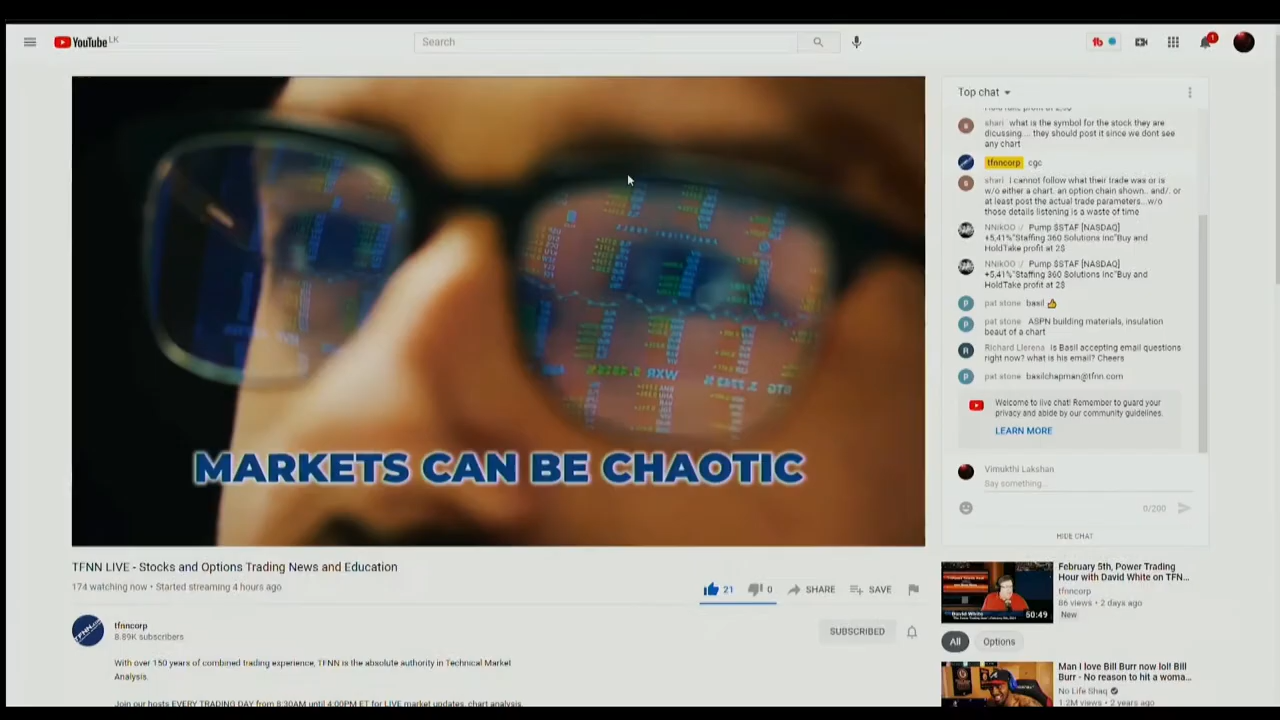 YouTube LK
Search
1
MARKETS CAN BE CHAOTIC
TFNN LIVE - Stocks and Options Trading News and Education
174 watching now • Started streaming 4 hours ago
21
0
SHARE
SAVE
tfnncorp
8.89K subscribers
SUBSCRIBED
With over 150 years of combined trading experience, TFNN is the absolute authority in Technical Market
Analysis.
Join our hosts EVERY TRADING DAY from 8:30AM until 4:00PM ET for LIVE market updates, chart analysis,
Top chat
shari what is the symbol for the stock they are
dicussing.... they should post it since we dont see
any chart
tfnncorp cgc
shari I cannot follow what their trade was or is
w/o either a chart. an option chain shown.. and/. or
at least post the actual trade parameters...w/o
those details listening is a waste of time
NNikOO :/ Pump $STAF [NASDAQ]
+5,41%"Staffing 360 Solutions Inc"Buy and
HoldTake profit at 2$
NNikOO :/ Pump $STAF [NASDAQ]
+5,41%"Staffing 360 Solutions Inc"Buy and
HoldTake profit at 2$
pat stone basil 👍
pat stone ASPN building materials, insulation
beaut of a chart
Richard Llerena Is Basil accepting email questions
right now? what is his email? Cheers
pat stone basilchapman@tfnn.com
Welcome to live chat! Remember to guard your
privacy and abide by our community guidelines.
LEARN MORE
Vimukthi Lakshan
Say something...
0/200
HIDE CHAT
February 5th, Power Trading
Hour with David White on TFN...
tfnncorp
86 views • 2 days ago
New
David White
50:49
All
Options
Man I love Bill Burr now lol! Bill
Burr - No reason to hit a woma...
No Life Shaq
1.2M views • 2 years ago